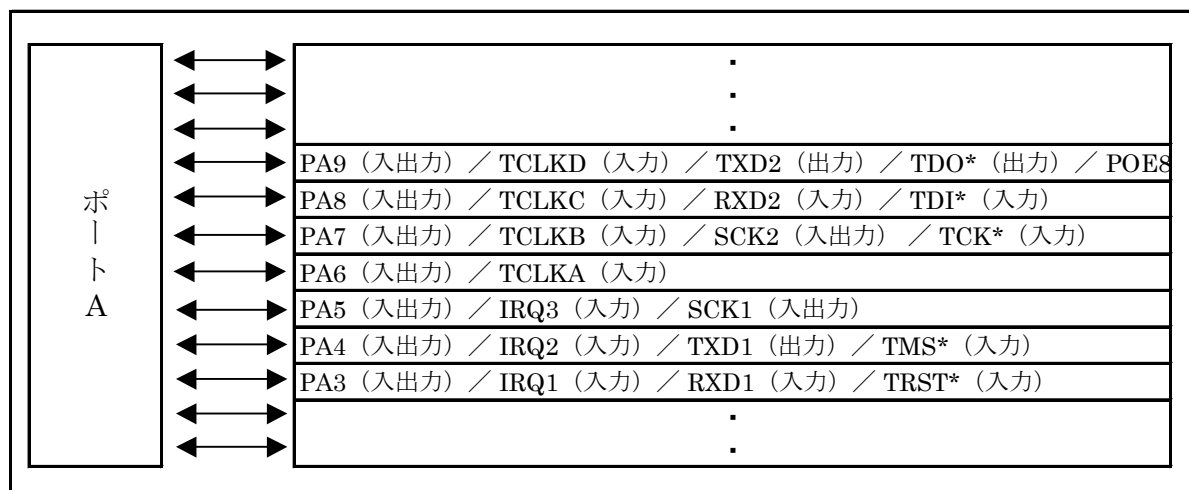 ポートA
・
・
・
PA9（入出力）／TCLKD（入力）／TXD2（出力）／TDO*（出力）／POE8
PA8（入出力）／TCLKC（入力）／RXD2（入力）／TDI*（入力）
PA7（入出力）／TCLKB（入力）／SCK2（入出力）／TCK*（入力）
PA6（入出力）／TCLKA（入力）
PA5（入出力）／IRQ3（入力）／SCK1（入出力）
PA4（入出力）／IRQ2（入力）／TXD1（出力）／TMS*（入力）
PA3（入出力）／IRQ1（入力）／RXD1（入力）／TRST*（入力）
・
・